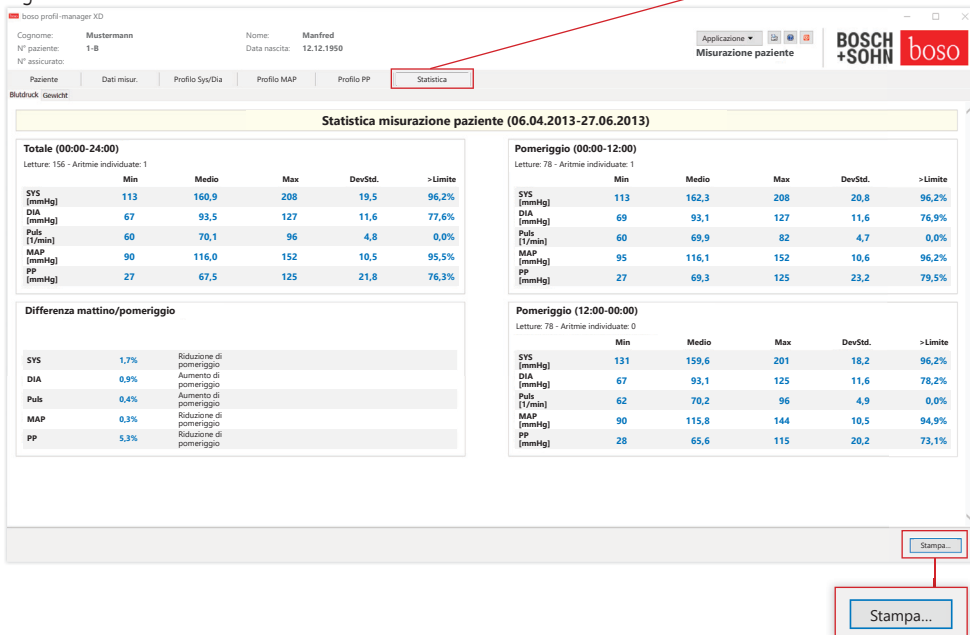 boso profil-manager XD
Cognome: Mustermann Nome: Manfred
N° paziente: 1-B Data nascita: 12.12.1950
N° assicurato:
Applicazione
Misurazione paziente
BOSCH
+SOHN
boso
Paziente Dati misur. Profilo Sys/Dia Profilo MAP Profilo PP Statistica
Blutdruck Gewicht
Statistica misurazione paziente (06.04.2013-27.06.2013)
Totale (00:00-24:00)
Letture: 156 - Aritmie individuate: 1
Min Medio Max DevStd. >Limite
SYS [mmHg] 113 160,9 208 19,5 96,2%
DIA [mmHg] 67 93,5 127 11,6 77,6%
Puls [1/min] 60 70,1 96 4,8 0,0%
MAP [mmHg] 90 116,0 152 10,5 95,5%
PP [mmHg] 27 67,5 125 21,8 76,3%
Pomeriggio (00:00-12:00)
Letture: 78 - Aritmie individuate: 1
Min Medio Max DevStd. >Limite
SYS [mmHg] 113 162,3 208 20,8 96,2%
DIA [mmHg] 69 93,1 127 11,6 76,9%
Puls [1/min] 60 69,9 82 4,7 0,0%
MAP [mmHg] 95 116,1 152 10,6 96,2%
PP [mmHg] 27 69,3 125 23,2 79,5%
Differenza mattino/pomeriggio
SYS 1,7% Riduzione di pomeriggio
DIA 0,9% Aumento di pomeriggio
Puls 0,4% Aumento di pomeriggio
MAP 0,3% Riduzione di pomeriggio
PP 5,3% Riduzione di pomeriggio
Pomeriggio (12:00-00:00)
Letture: 78 - Aritmie individuate: 0
Min Medio Max DevStd. >Limite
SYS [mmHg] 131 159,6 201 18,2 96,2%
DIA [mmHg] 67 93,1 125 11,6 78,2%
Puls [1/min] 62 70,2 96 4,9 0,0%
MAP [mmHg] 90 115,8 144 10,5 94,9%
PP [mmHg] 28 65,6 115 20,2 73,1%
Stampa...
Stampa...